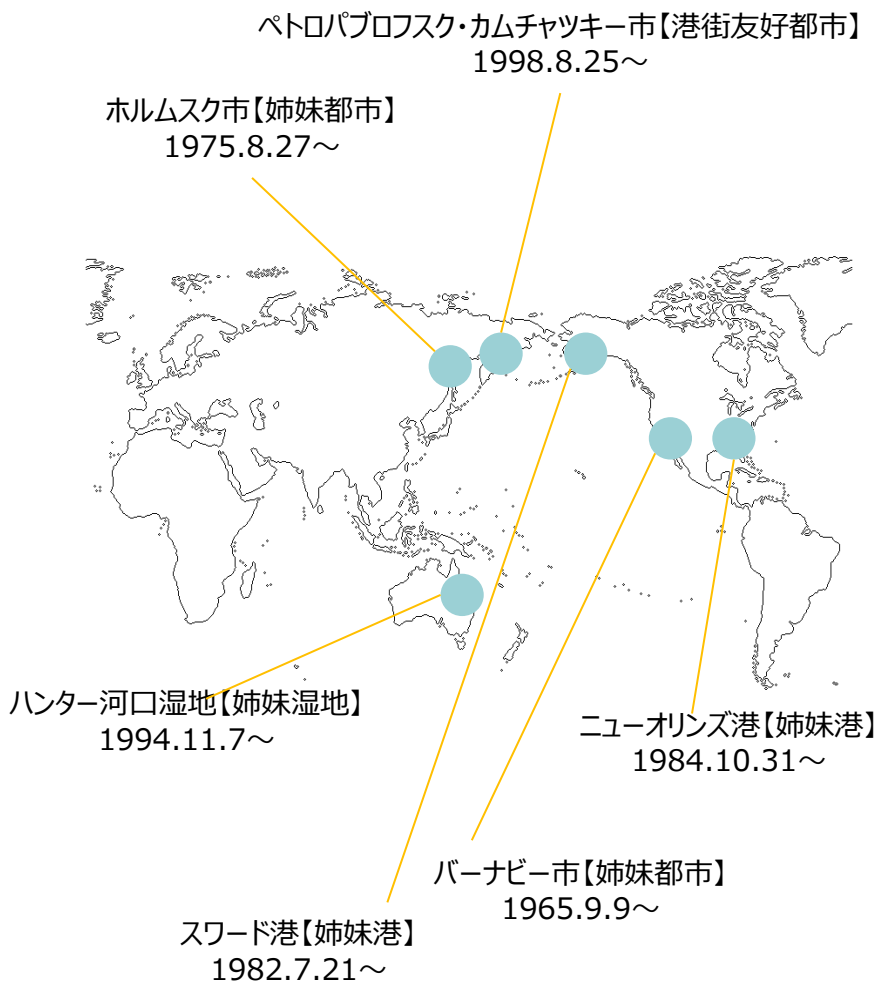 ペトロパブロフスク・カムチャツキー市【港街友好都市】
1998.8.25～
ホルムスク市【姉妹都市】
1975.8.27～
ハンター河口湿地【姉妹湿地】
1994.11.7～
ニューオリンズ港【姉妹港】
1984.10.31～
バーナビー市【姉妹都市】
1965.9.9～
スワード港【姉妹港】
1982.7.21～